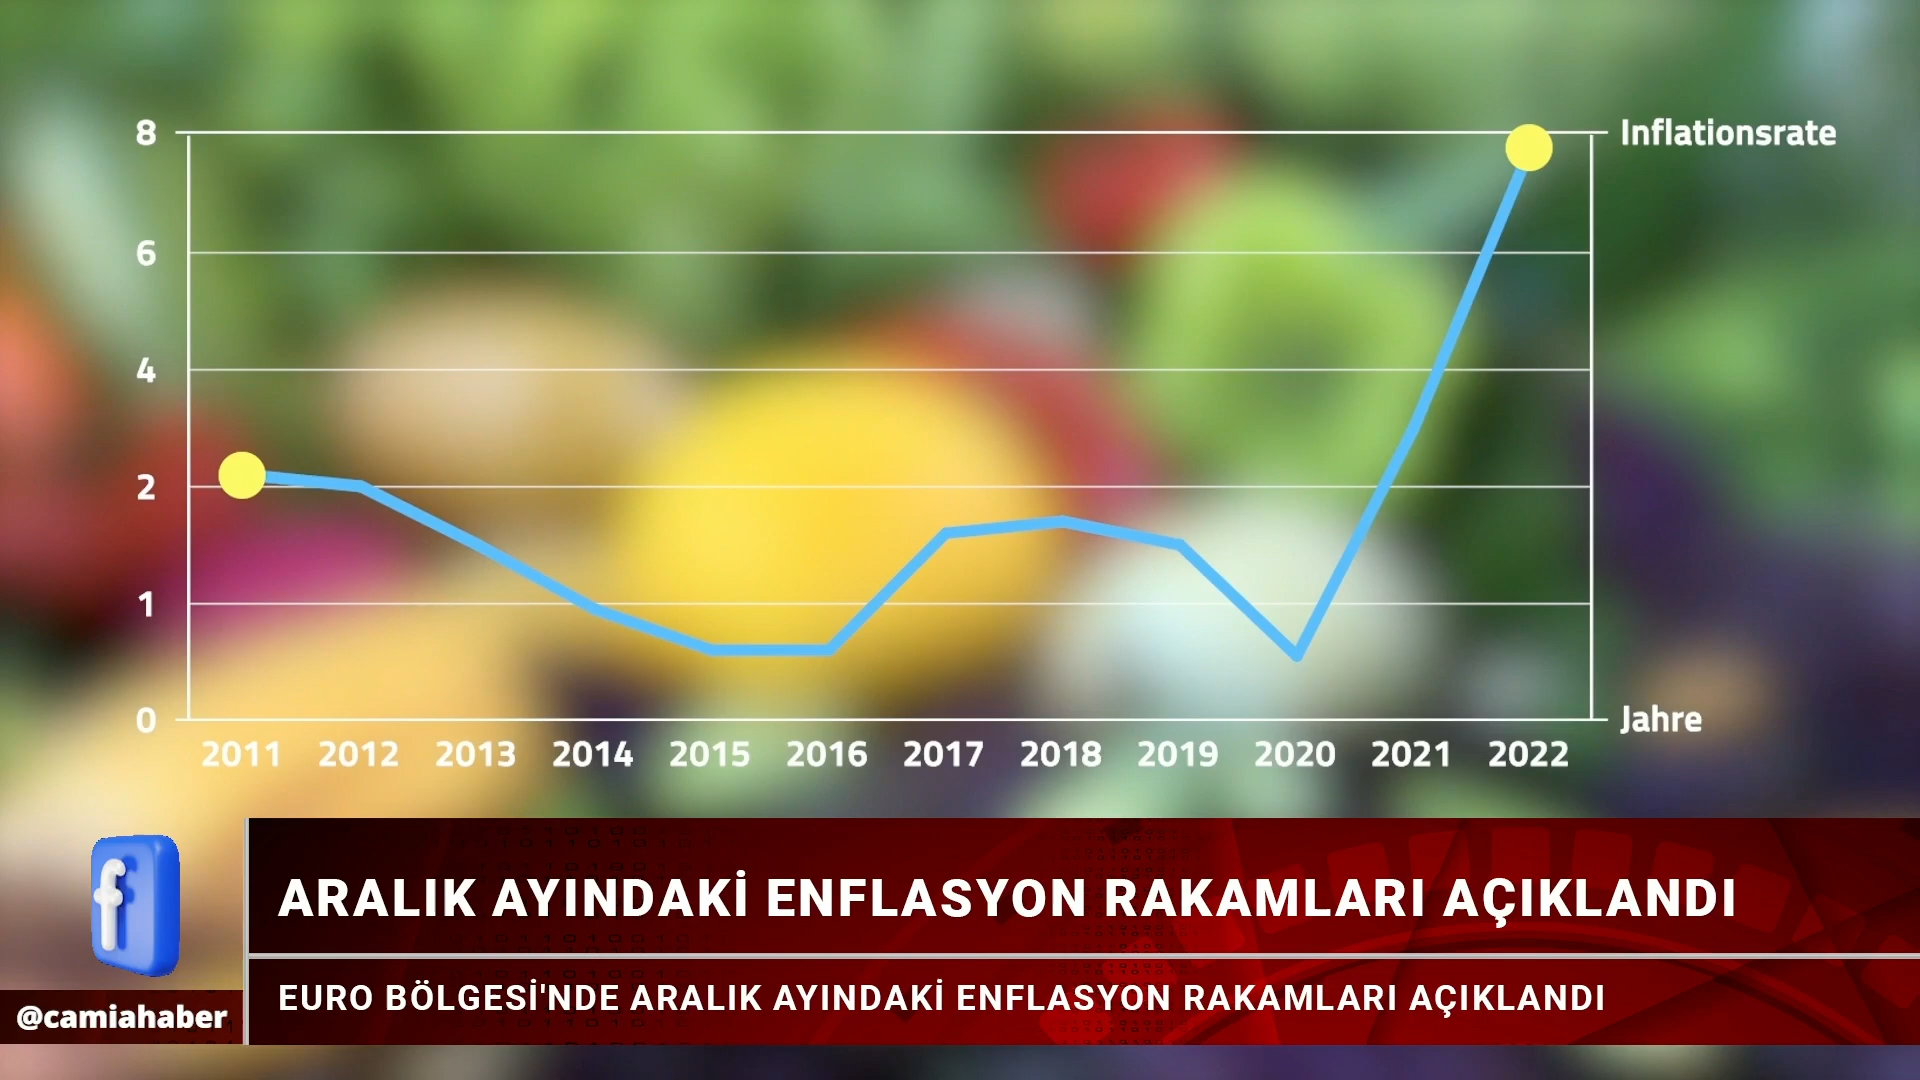 8
Inflationsrate
6
4
2
1
0
Jahre
2011 2012 2013 2014 2015 2016 2017 2018 2019 2020 2021 2022
ARALIK AYINDAKİ ENFLASYON RAKAMLARI AÇIKLANDI
EURO BÖLGESİ'NDE ARALIK AYINDAKİ ENFLASYON RAKAMLARI AÇIKLANDI
f
@camiahaber